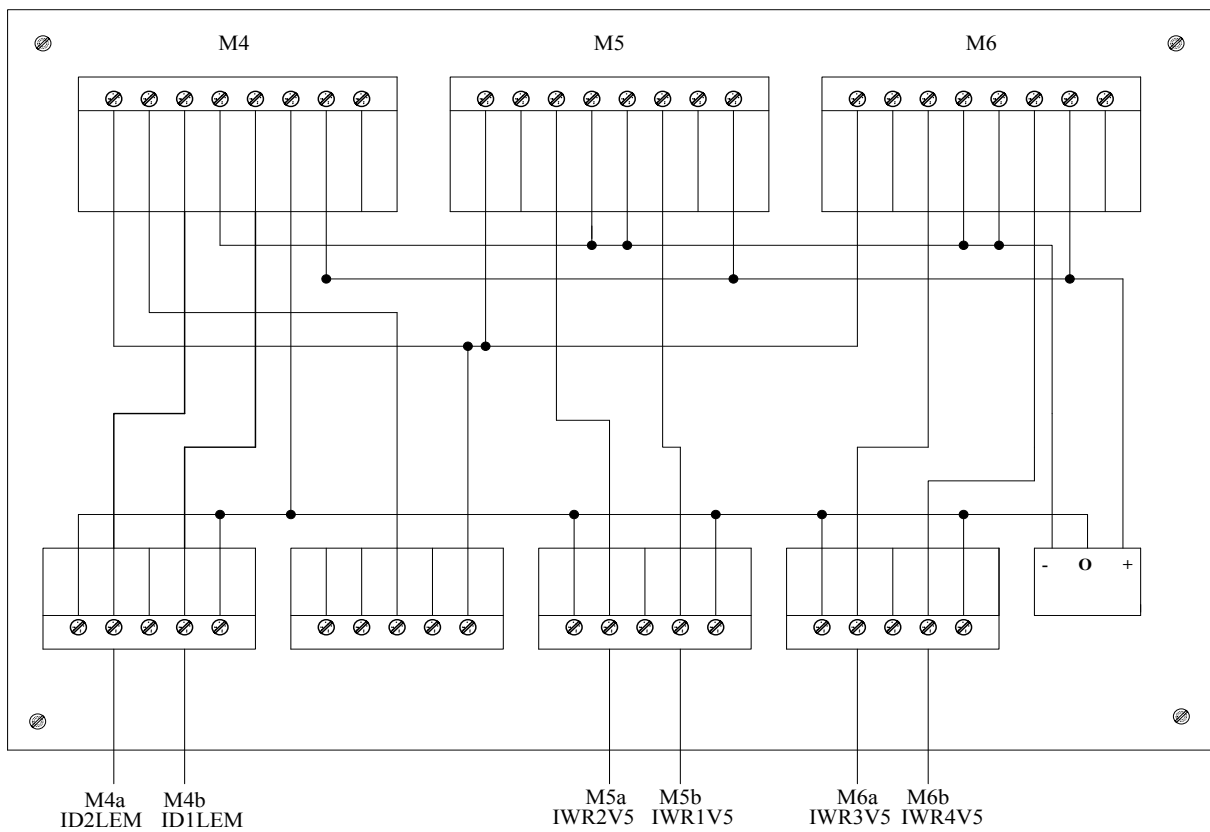 M4 M5 M6
- O +
M4a M4b M5a M5b M6a M6b
ID2LEM ID1LEM IWR2V5 IWR1V5 IWR3V5 IWR4V5